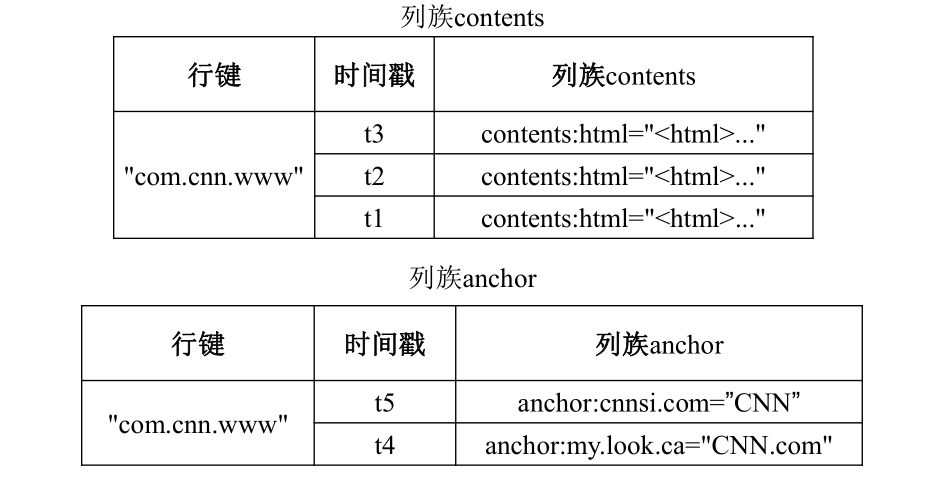 列族contents
行键 时间戳 列族contents
t3 contents:html="<html>..."
"com.cnn.www" t2 contents:html="<html>..."
t1 contents:html="<html>..."
列族anchor
行键 时间戳 列族anchor
"com.cnn.www" t5 anchor:cnnsi.com=”CNN”
t4 anchor:my.look.ca="CNN.com"